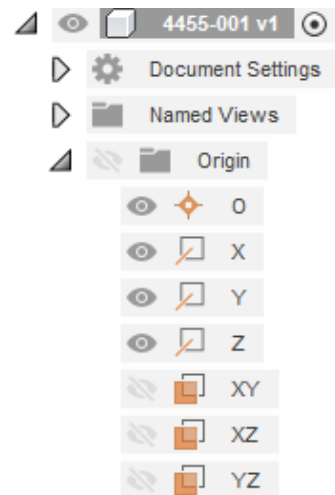 4455-001 v1
Document Settings
Named Views
Origin
O
X
Y
Z
XY
XZ
YZ